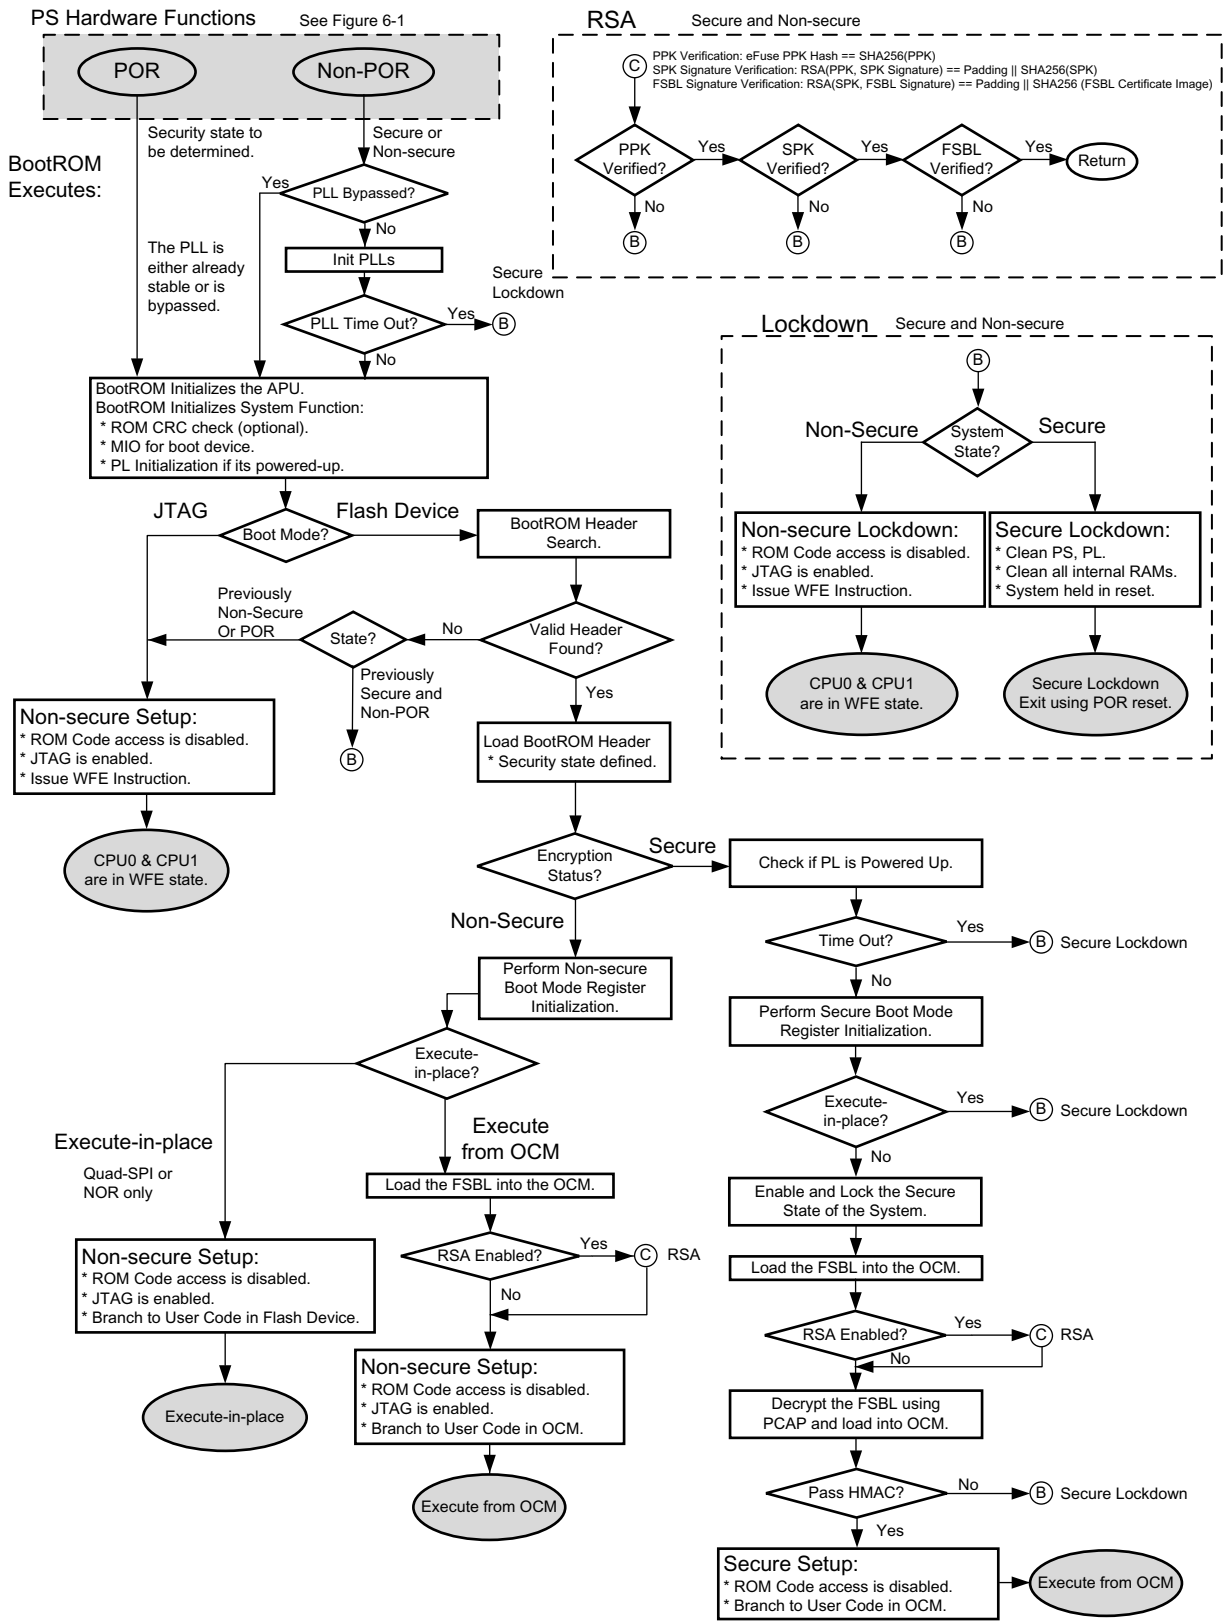 PS Hardware Functions
See Figure 6-1
POR
Non-POR
Security state to
be determined.
Secure or
Non-secure
BootROM
Executes:
Yes
PLL Bypassed?
No
Init PLLs
The PLL is
either already
stable or is
bypassed.
Secure
Lockdown
PLL Time Out?
Yes
B
No
RSA
Secure and Non-secure
C
PPK Verification: eFuse PPK Hash == SHA256(PPK)
SPK Signature Verification: RSA(PPK, SPK Signature) == Padding || SHA256(SPK)
FSBL Signature Verification: RSA(SPK, FSBL Signature) == Padding || SHA256 (FSBL Certificate Image)
PPK
Verified?
Yes
SPK
Verified?
Yes
FSBL
Verified?
Yes
Return
No
No
No
B
B
B
BootROM Initializes the APU.
BootROM Initializes System Function:
* ROM CRC check (optional).
* MIO for boot device.
* PL Initialization if its powered-up.
Lockdown
Secure and Non-secure
B
Non-Secure
System
State?
Secure
Non-secure Lockdown:
* ROM Code access is disabled.
* JTAG is enabled.
* Issue WFE Instruction.
Secure Lockdown:
* Clean PS, PL.
* Clean all internal RAMs.
* System held in reset.
CPU0 & CPU1
are in WFE state.
Secure Lockdown
Exit using POR reset.
JTAG
Boot Mode?
Flash Device
BootROM Header
Search.
Previously
Non-Secure
Or POR
State?
No
Valid Header
Found?
Previously
Secure and
Non-POR
B
Yes
Non-secure Setup:
* ROM Code access is disabled.
* JTAG is enabled.
* Issue WFE Instruction.
CPU0 & CPU1
are in WFE state.
Load BootROM Header
* Security state defined.
Encryption
Status?
Secure
Non-Secure
Check if PL is Powered Up.
Time Out?
Yes
B
Secure Lockdown
No
Perform Non-secure
Boot Mode Register
Initialization.
Perform Secure Boot Mode
Register Initialization.
Execute-
in-place?
Execute-
in-place?
Yes
B
Secure Lockdown
No
Execute-in-place
Quad-SPI or
NOR only
Execute
from OCM
Load the FSBL into the OCM.
Enable and Lock the Secure
State of the System.
Non-secure Setup:
* ROM Code access is disabled.
* JTAG is enabled.
* Branch to User Code in Flash Device.
Execute-in-place
RSA Enabled?
Yes
C
RSA
No
Load the FSBL into the OCM.
RSA Enabled?
Yes
C
RSA
No
Non-secure Setup:
* ROM Code access is disabled.
* JTAG is enabled.
* Branch to User Code in OCM.
Execute from OCM
Decrypt the FSBL using
PCAP and load into OCM.
Pass HMAC?
No
B
Secure Lockdown
Yes
Secure Setup:
* ROM Code access is disabled.
* Branch to User Code in OCM.
Execute from OCM